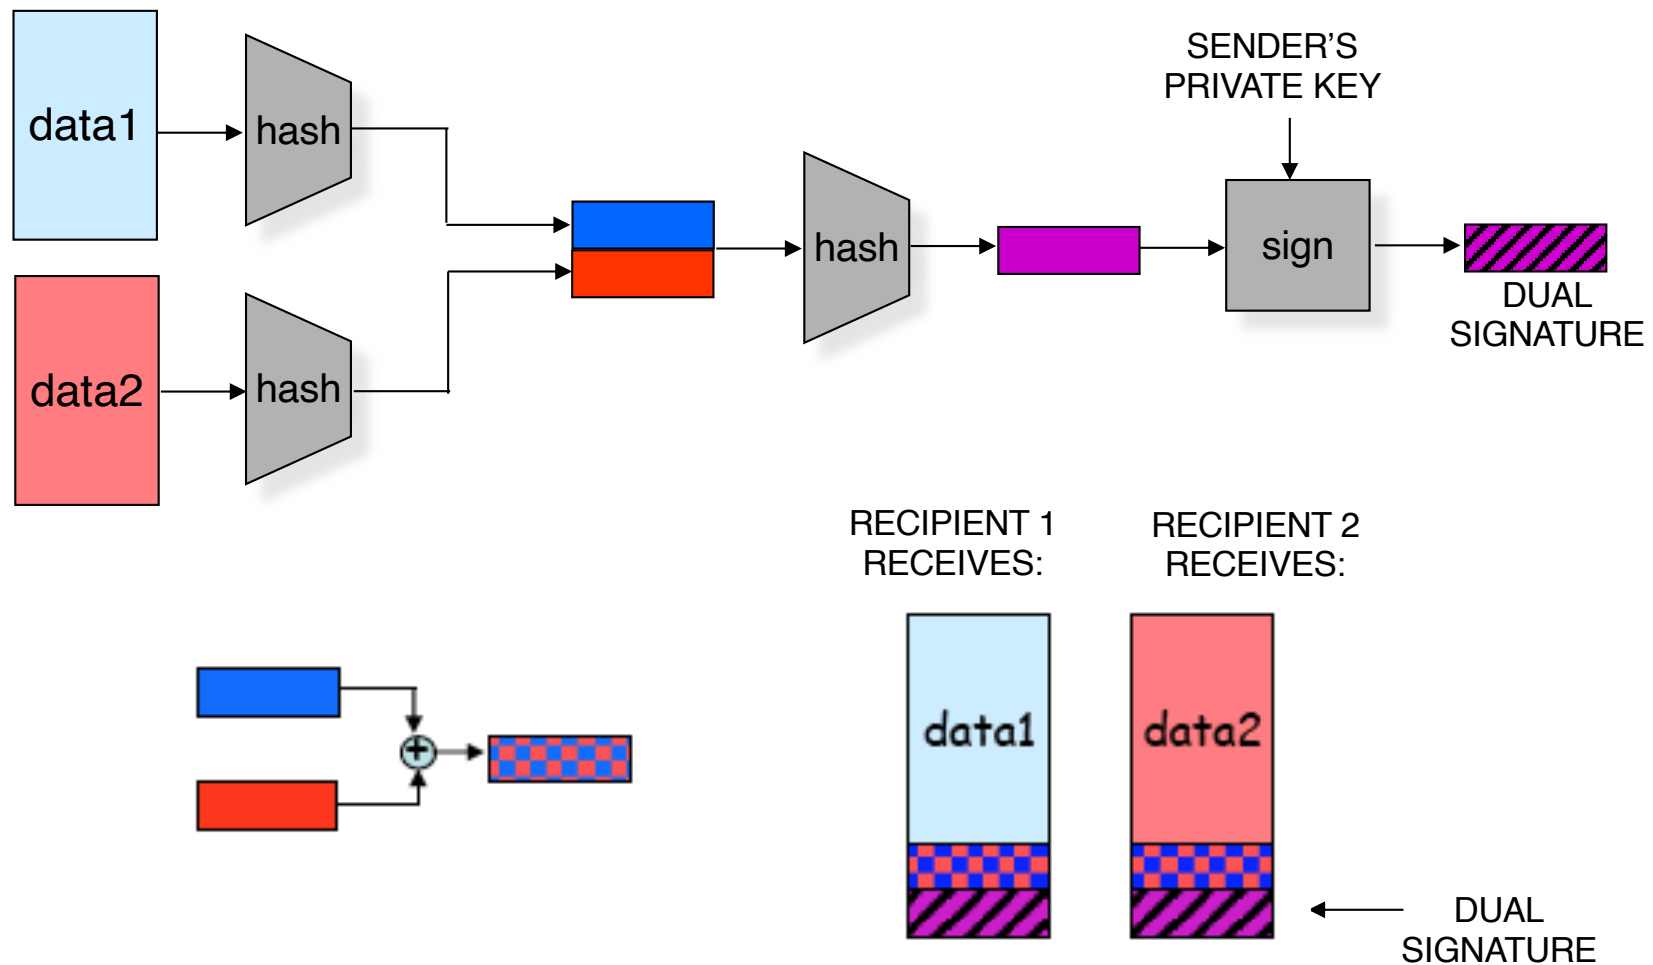 data1
hash
data2
hash
hash
SENDER'S
PRIVATE KEY
sign
DUAL
SIGNATURE
RECIPIENT 1
RECEIVES:
RECIPIENT 2
RECEIVES:
+
data1
data2
DUAL
SIGNATURE